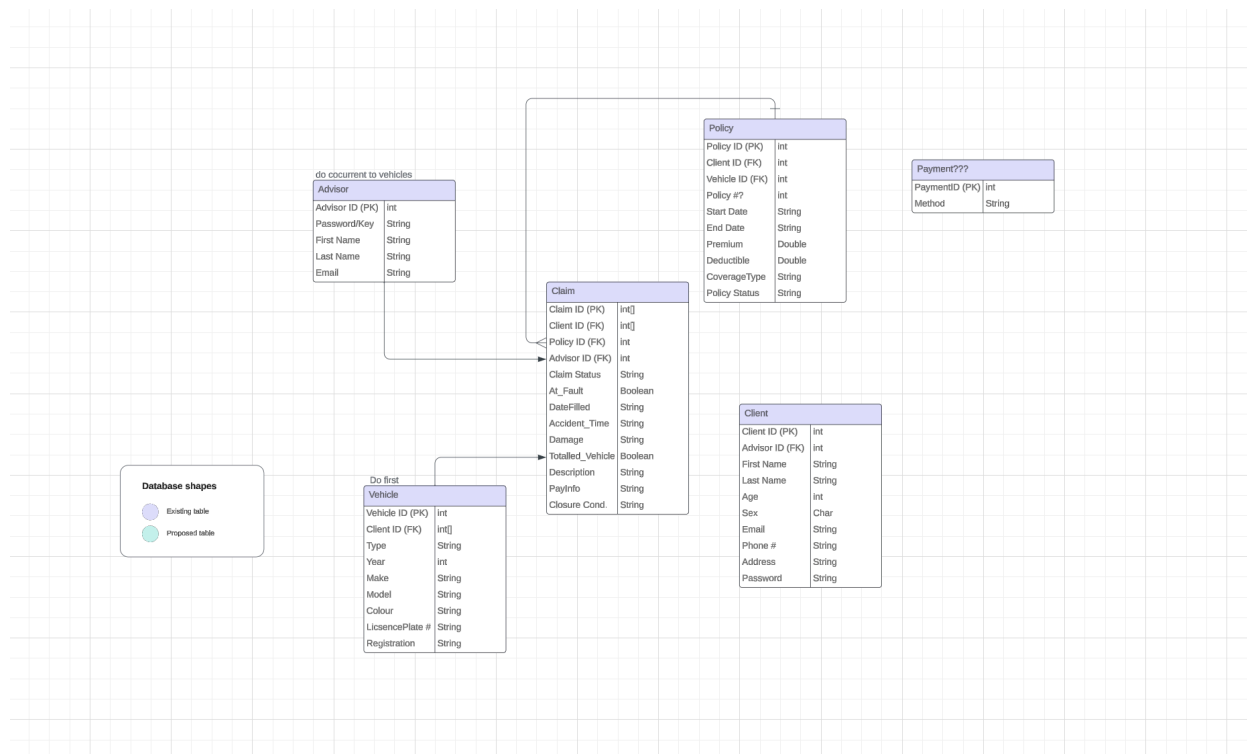 do cocurrent to vehicles
Advisor
Advisor ID (PK) int
Password/Key String
First Name String
Last Name String
Email String
Policy
Policy ID (PK) int
Client ID (FK) int
Vehicle ID (FK) int
Policy #? int
Start Date String
End Date String
Premium Double
Deductible Double
CoverageType String
Policy Status String
Payment???
PaymentID (PK) int
Method String
Claim
Claim ID (PK) int[]
Client ID (FK) int[]
Policy ID (FK) int
Advisor ID (FK) int
Claim Status String
At_Fault Boolean
DateFilled String
Accident_Time String
Damage String
Totalled_Vehicle Boolean
Description String
PayInfo String
Closure Cond. String
Client
Client ID (PK) int
Advisor ID (FK) int
First Name String
Last Name String
Age int
Sex Char
Email String
Phone # String
Address String
Password String
Database shapes
Existing table
Proposed table
Do first
Vehicle
Vehicle ID (PK) int
Client ID (FK) int[]
Type String
Year int
Make String
Model String
Colour String
LicsencePlate # String
Registration String